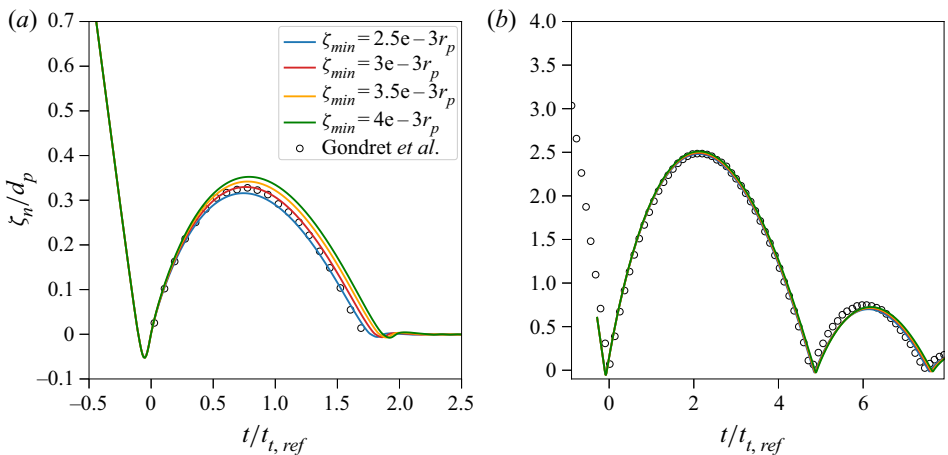 (a)
0.7
0.6
0.5
0.4
0.3
0.2
0.1
0
–0.1
ζn/dp
–0.5 0 0.5 1.0 1.5 2.0 2.5
t/tt, ref
ζmin = 2.5e – 3rp
ζmin = 3e – 3rp
ζmin = 3.5e – 3rp
ζmin = 4e – 3rp
Gondret et al.
(b)
4.0
3.5
3.0
2.5
2.0
1.5
1.0
0.5
0
0 2 4 6
t/tt, ref